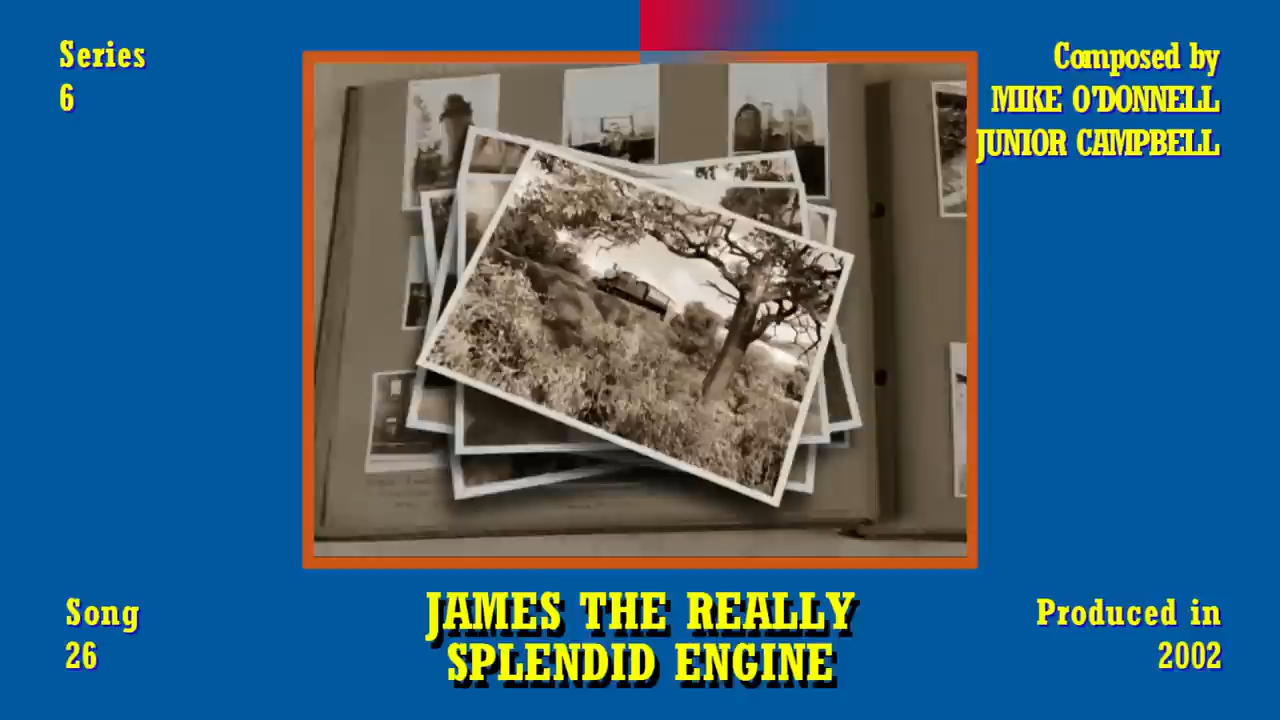 Series
6
Composed by
MIKE O'DONNELL
JUNIOR CAMPBELL
Song
26
JAMES THE REALLY
SPLENDID ENGINE
Produced in
2002